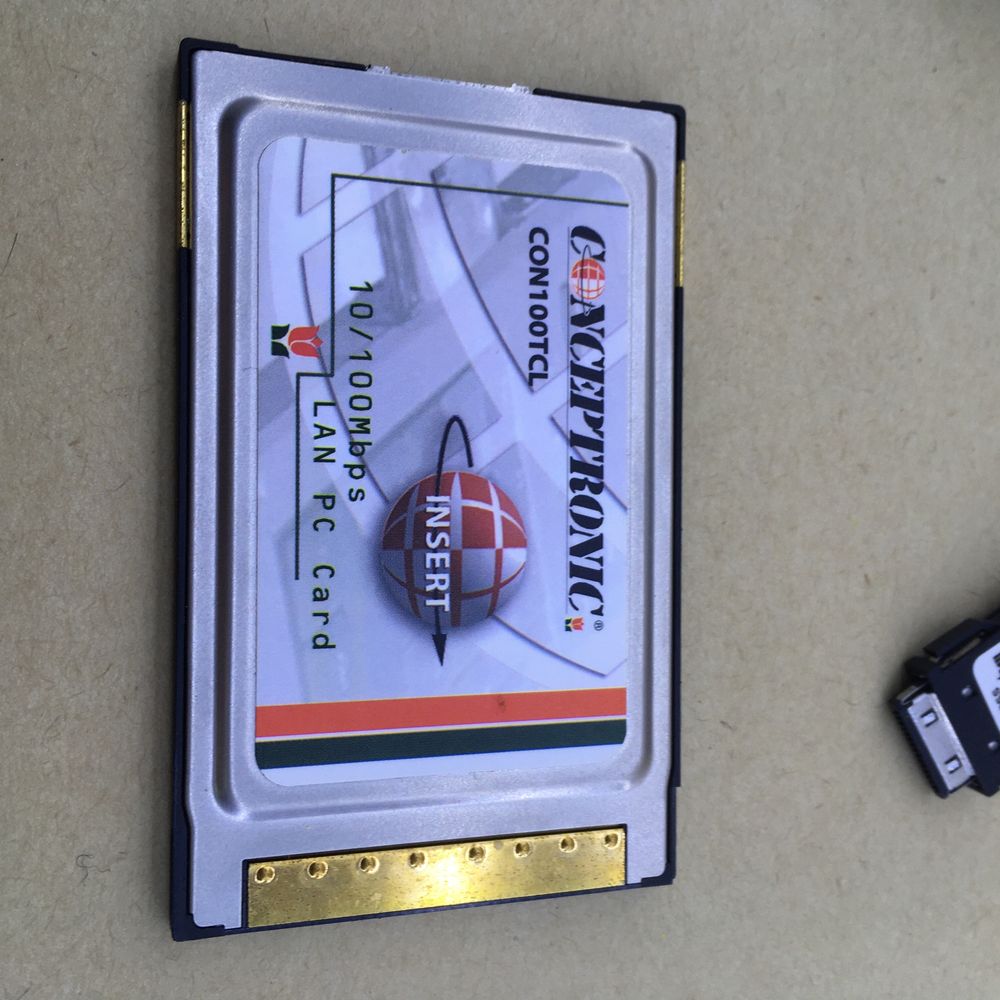 CONCEPTRONIC®
CON100TCL
INSERT
10/100Mbps
LAN PC Card